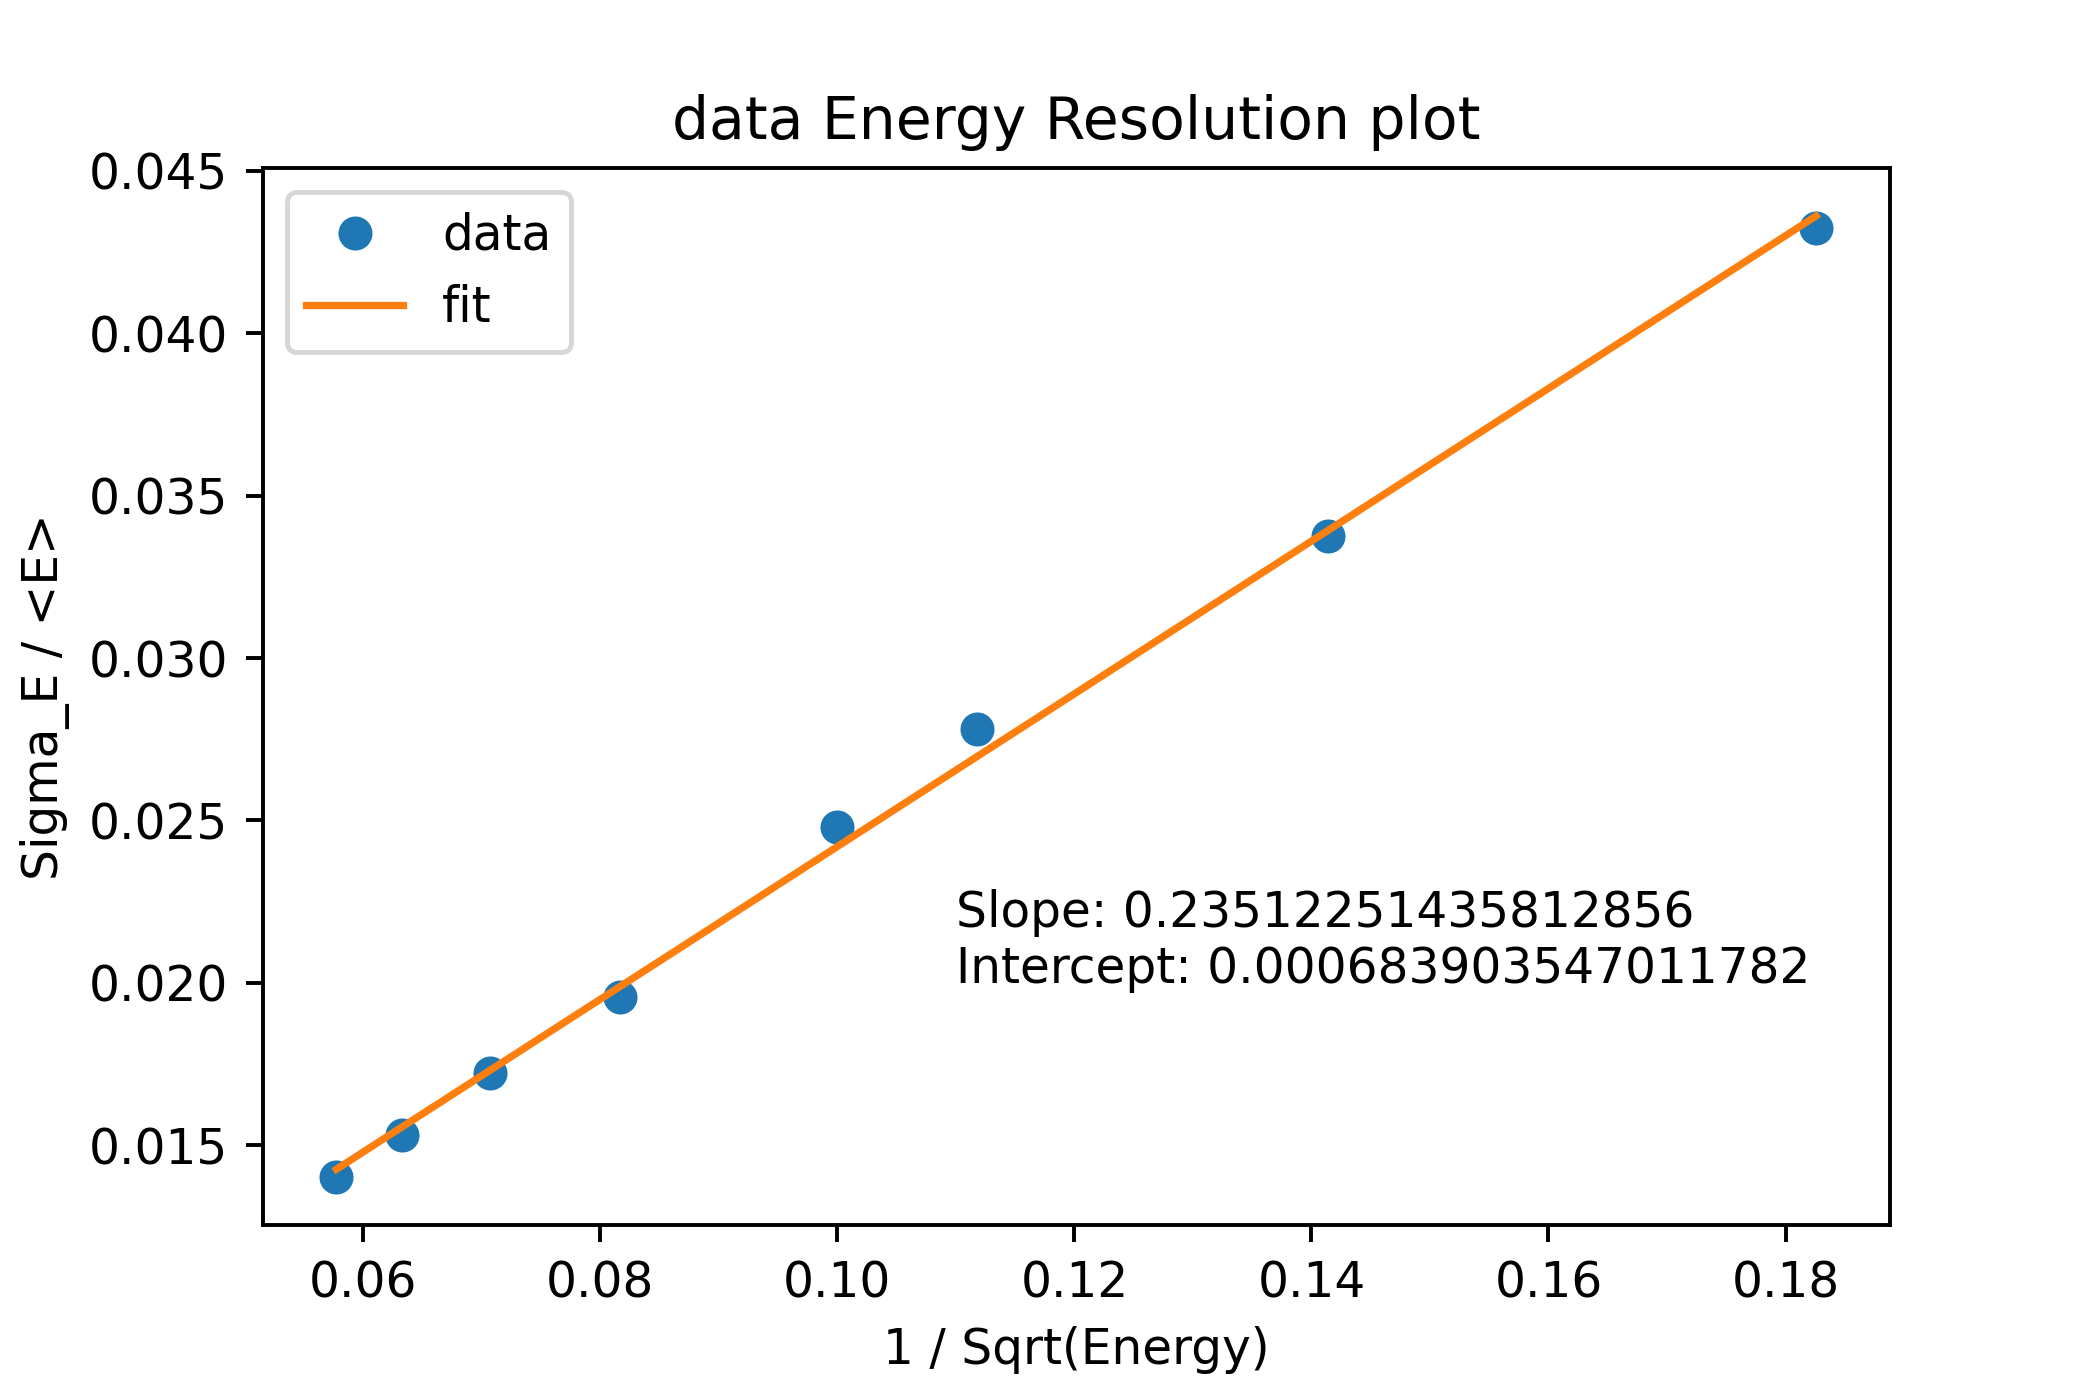 data Energy Resolution plot
0.045
0.040
0.035
0.030
0.025
0.020
0.015
Sigma_E / <E>
data
fit
Slope: 0.23512251435812856
Intercept: 0.000683903547011782
0.06
0.08
0.10
0.12
0.14
0.16
0.18
1 / Sqrt(Energy)